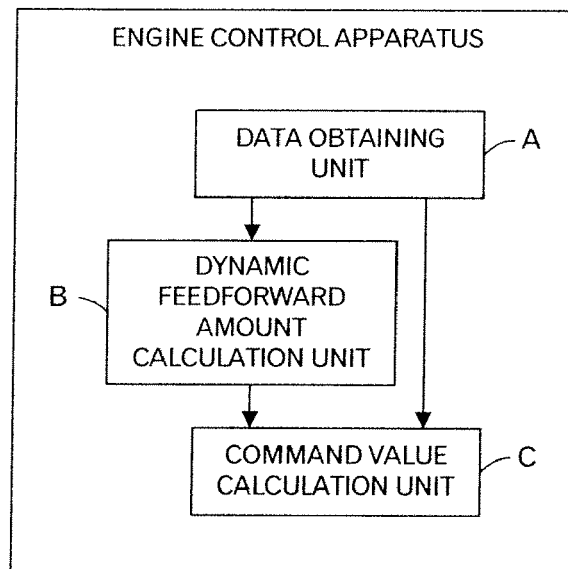 ENGINE CONTROL APPARATUS
DATA OBTAINING
UNIT
A
DYNAMIC
FEEDFORWARD
AMOUNT
CALCULATION UNIT
B
COMMAND VALUE
CALCULATION UNIT
C